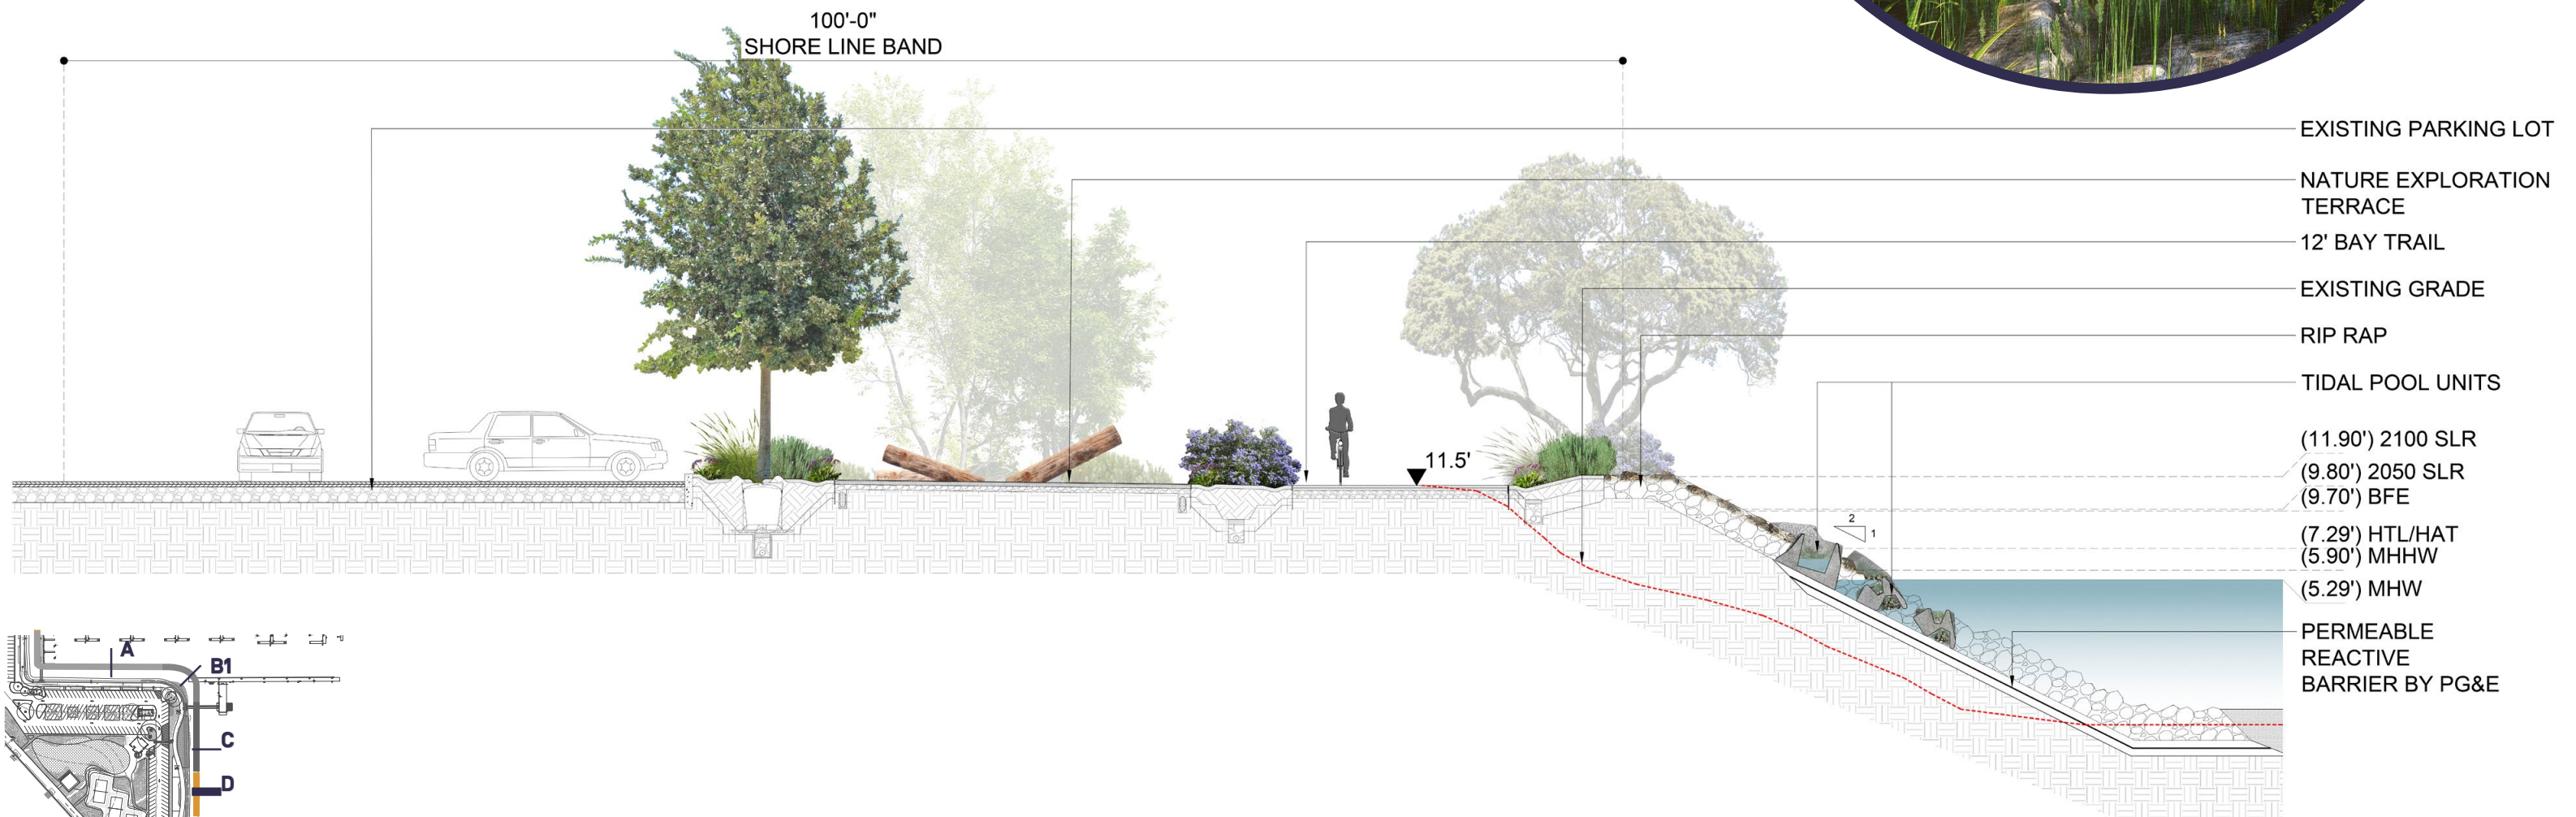 100'-0"
SHORE LINE BAND
EXISTING PARKING LOT
NATURE EXPLORATION
TERRACE
12' BAY TRAIL
EXISTING GRADE
RIP RAP
TIDAL POOL UNITS
(11.90') 2100 SLR
11.5'
(9.80') 2050 SLR
(9.70') BFE
2
1
(7.29') HTL/HAT
(5.90') MHHW
(5.29') MHW
PERMEABLE
REACTIVE
BARRIER BY PG&E
A
B1
C
D